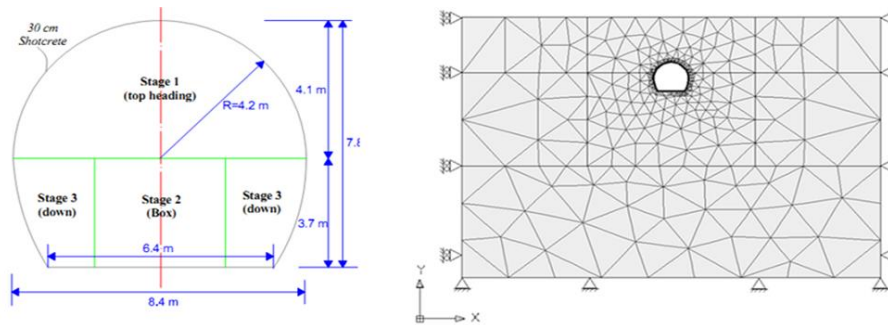 30 cm
Shotcrete
Stage 1
(top heading)
R=4.2 m
4.1 m
7.8
Stage 3
(down)
Stage 2
(Box)
Stage 3
(down)
3.7 m
6.4 m
8.4 m
Y
X